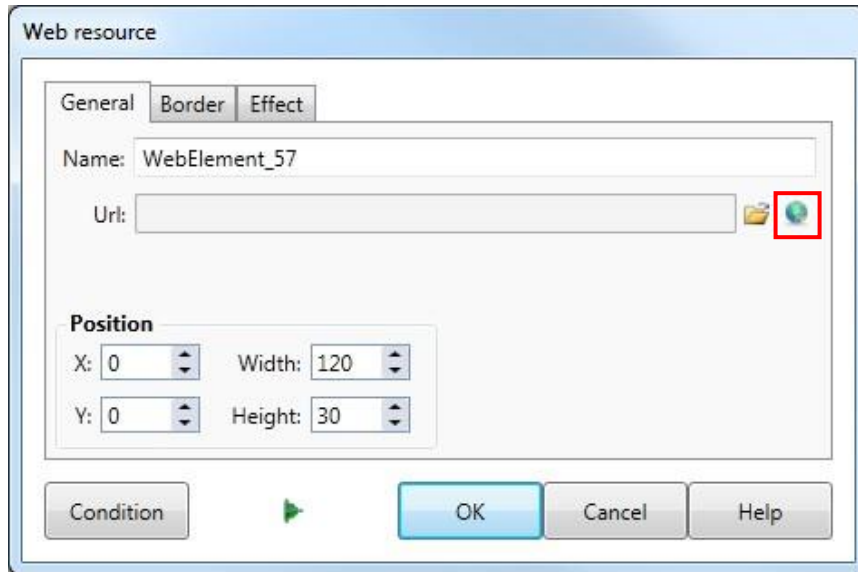 Web resource
General Border Effect
Name: WebElement_57
Url:
Position
X: 0 Width: 120
Y: 0 Height: 30
Condition OK Cancel Help